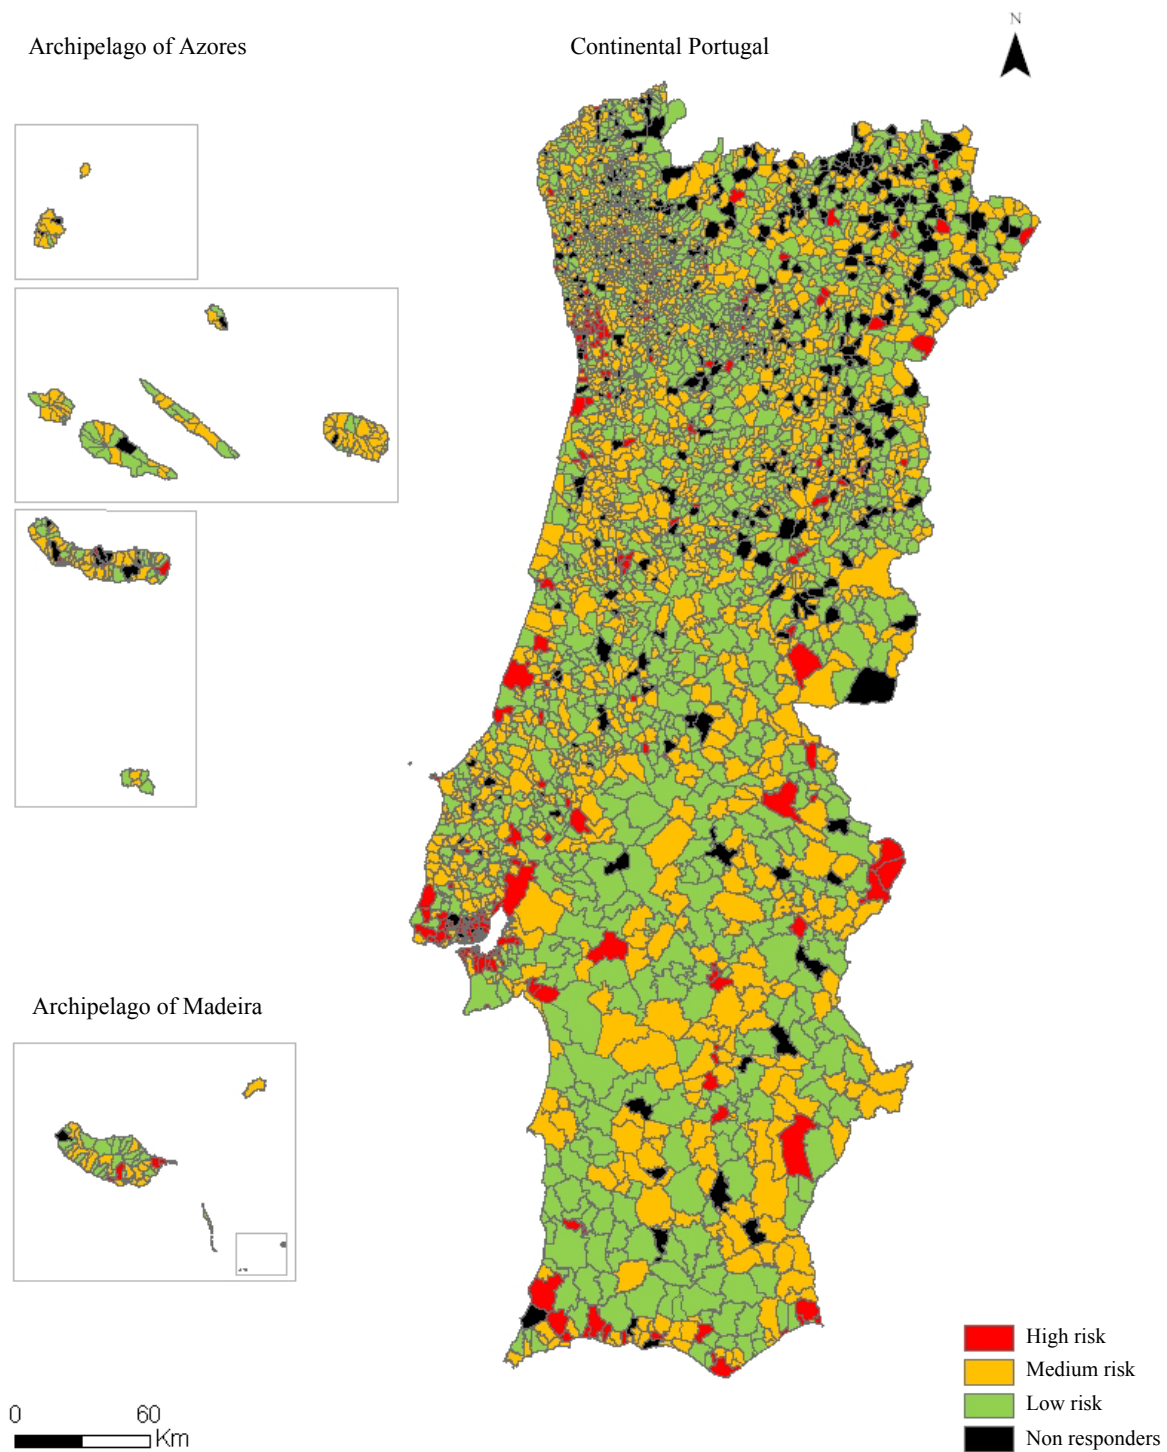 N
Archipelago of Azores
Continental Portugal
Archipelago of Madeira
High risk
Medium risk
Low risk
Non responders
0 60
Km